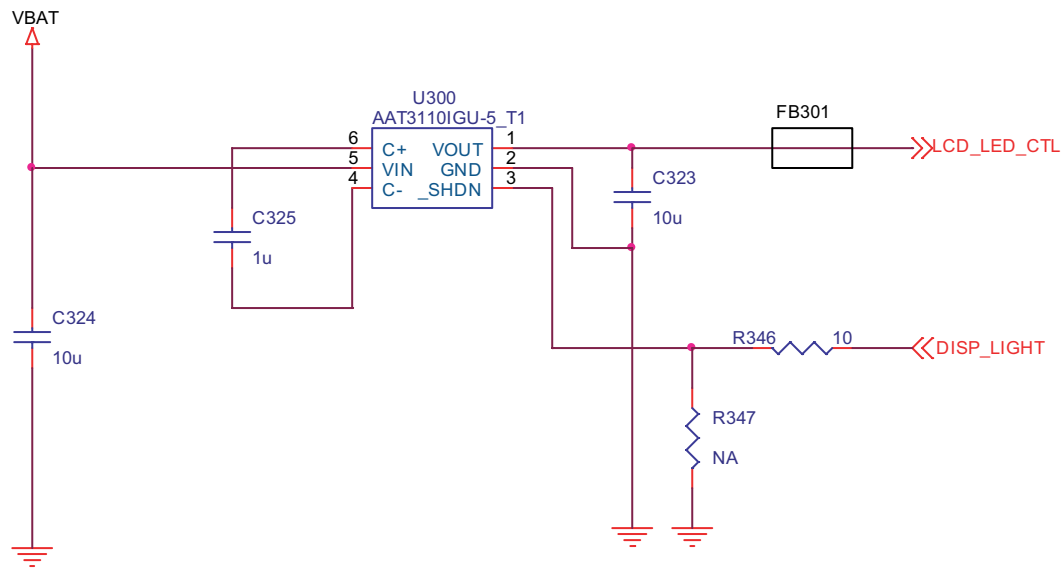 VBAT
U300
AAT3110IGU-5_T1
FB301
6
C+
VOUT
1
LCD_LED_CTL
5
VIN
GND
2
4
C-
_SHDN
3
C323
10u
C325
1u
C324
10u
R346
10
DISP_LIGHT
R347
NA